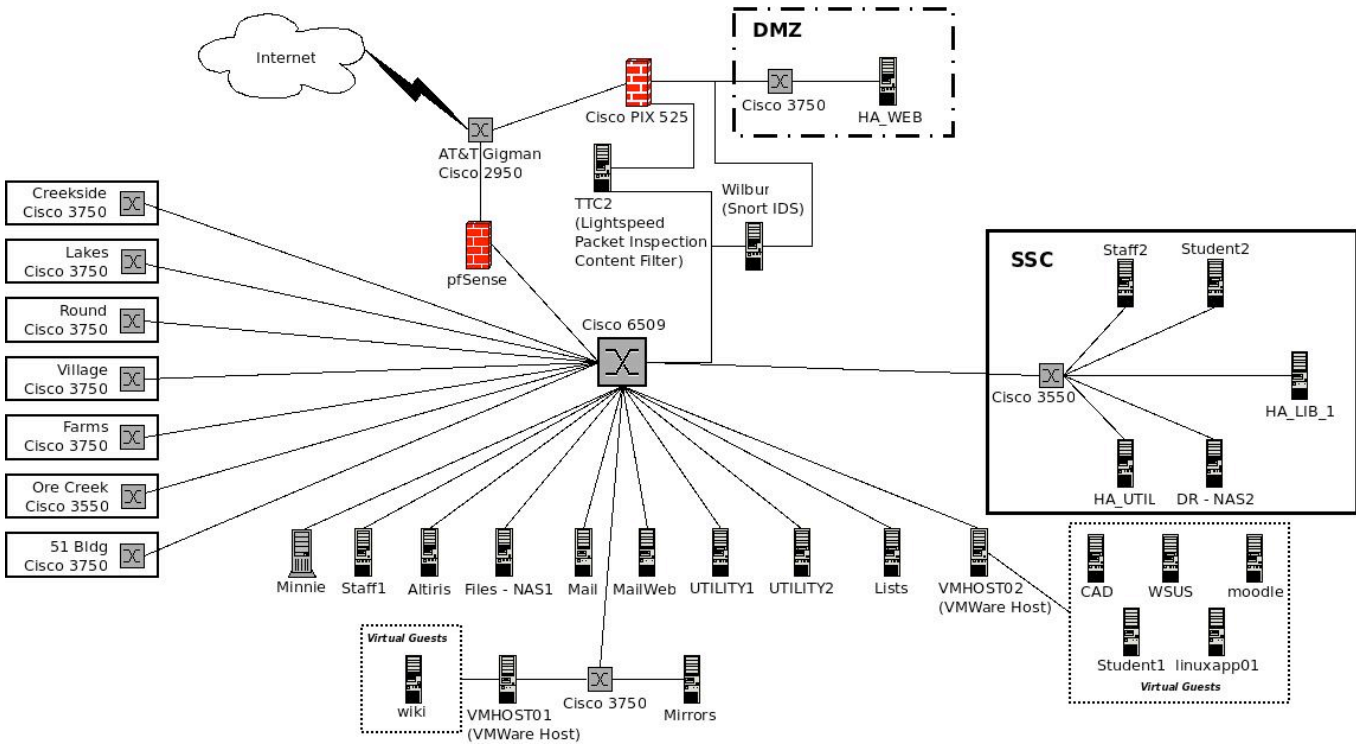 Internet
DMZ
Cisco PIX 525
Cisco 3750
HA_WEB
AT&T Gigman
Cisco 2950
TTC2
(Lightspeed
Packet Inspection
Content Filter)
Wilbur
(Snort IDS)
pfSense
Creekside
Cisco 3750
Lakes
Cisco 3750
Round
Cisco 3750
Village
Cisco 3750
Farms
Cisco 3750
Ore Creek
Cisco 3550
51 Bldg
Cisco 3750
Cisco 6509
SSC
Staff2
Student2
Cisco 3550
HA_LIB_1
HA_UTIL
DR - NAS2
Minnie
Staff1
Altiris
Files - NAS1
Mail
MailWeb
UTILITY1
UTILITY2
Lists
VMHOST02
(VMWare Host)
CAD
WSUS
moodle
Student1
linuxapp01
Virtual Guests
Virtual Guests
wiki
VMHOST01
(VMWare Host)
Cisco 3750
Mirrors